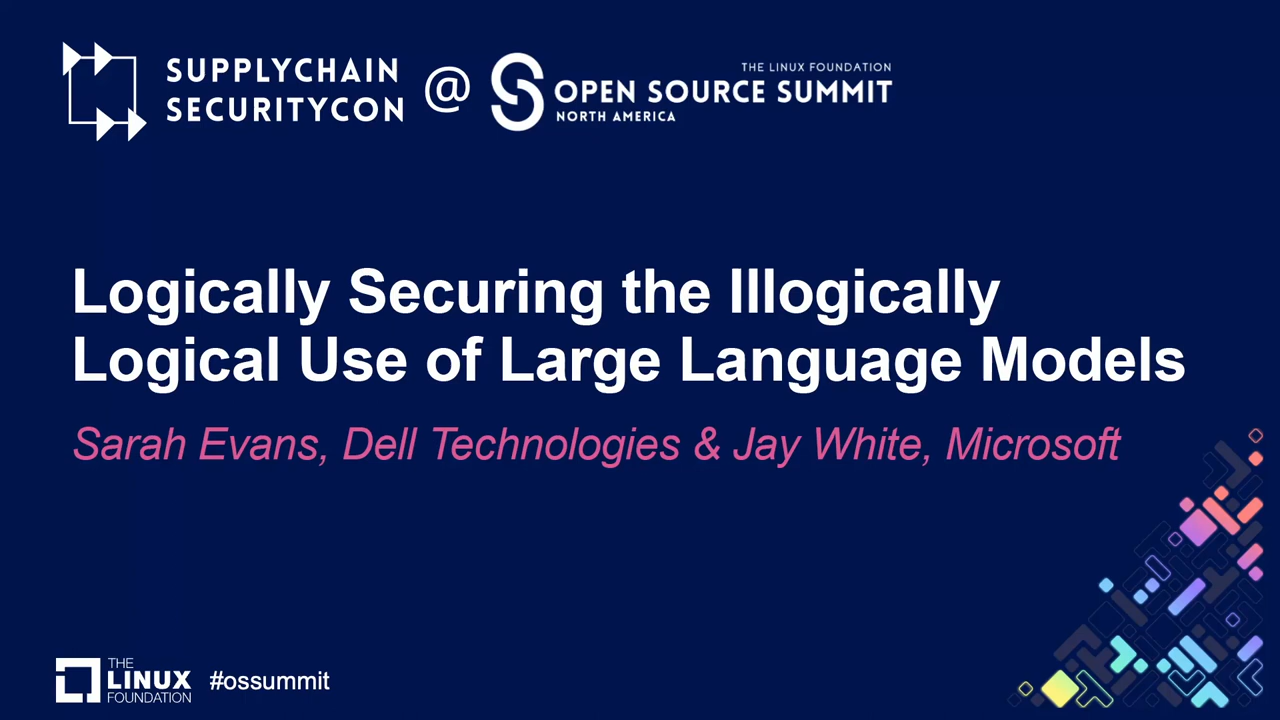 SUPPLYCHAIN
SECURITYCON
@
THE LINUX FOUNDATION
OPEN SOURCE SUMMIT
NORTH AMERICA
Logically Securing the Illogically
Logical Use of Large Language Models
Sarah Evans, Dell Technologies & Jay White, Microsoft
THE
LINUX
FOUNDATION
#ossummit